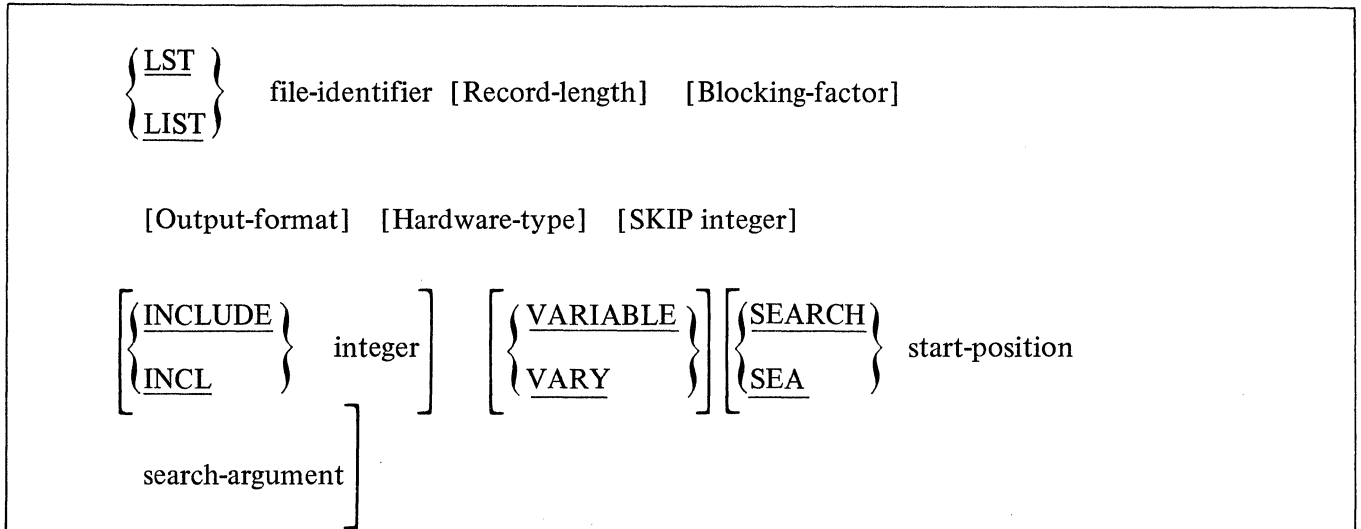 LST
LIST
file-identifier [Record-length] [Blocking-factor]
[Output-format] [Hardware-type] [SKIP integer]
INCLUDE
INCL
integer
VARIABLE
VARY
SEARCH
SEA
start-position
search-argument